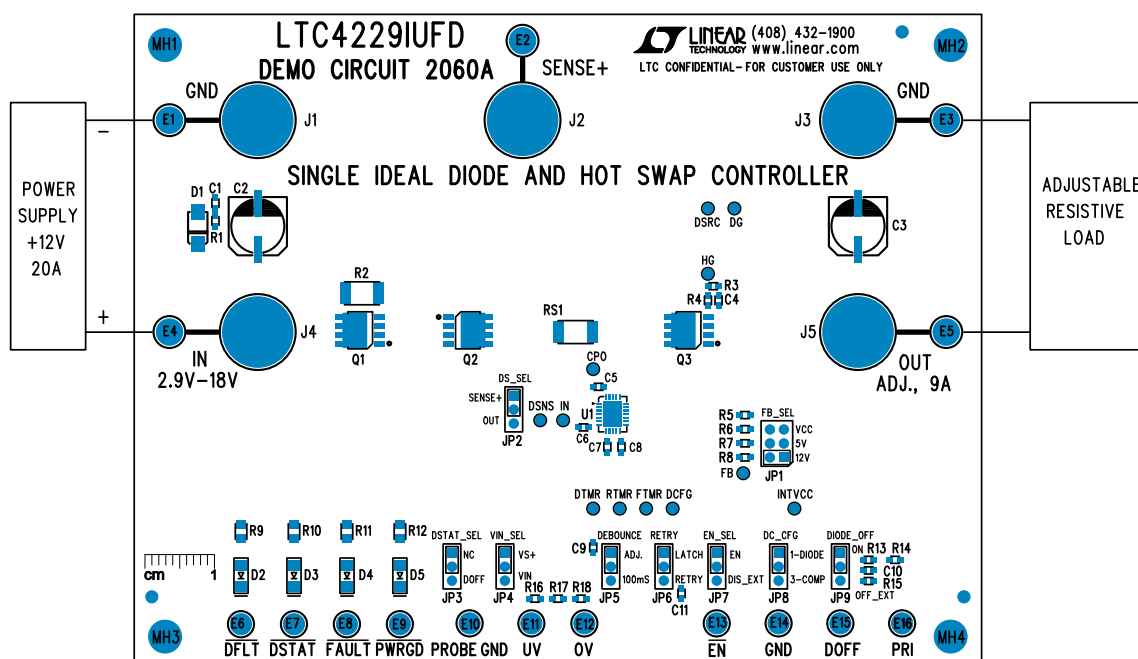 MH1
LTC4229IUFD
DEMO CIRCUIT 2060A
E2
SENSE+
LT LINEAR TECHNOLOGY (408) 432-1900
www.linear.com
LTC CONFIDENTIAL-FOR CUSTOMER USE ONLY
MH2
GND
E1
J1
J2
J3
GND
E3
−
POWER
SUPPLY
+12V
20A
+
ADJUSTABLE
RESISTIVE
LOAD
SINGLE IDEAL DIODE AND HOT SWAP CONTROLLER
D1
C1
C2
R1
DSRC
DG
C3
HG
R3
R4
C4
R2
RS1
E4
J4
Q1
Q2
Q3
J5
E5
IN
2.9V-18V
OUT
ADJ., 9A
CPO
C5
DS_SEL
SENSE+
OUT
JP2
DSNS
IN
U1
C6
C7
C8
R5
R6
R7
R8
FB
FB_SEL
VCC
5V
12V
JP1
DTMR
RTMR
FTMR
DCFG
INTVCC
R9
R10
R11
R12
cm
1
D2
D3
D4
D5
DSTAT_SEL
NC
DOFF
JP3
VIN_SEL
VS+
VIN
JP4
R16
R17
R18
C9
DEBOUNCE
ADJ.
100mS
JP5
RETRY
LATCH
RETRY
JP6
C11
EN_SEL
EN
DIS_EXT
JP7
DC_CFG
1-DIODE
3-COMP
JP8
DIODE_OFF
ON
OFF_EXT
JP9
R13
R14
C10
R15
MH3
E6
E7
E8
E9
E10
E11
E12
E13
E14
E15
E16
MH4
DFLT
DSTAT
FAULT
PWRGD
PROBE GND
UV
OV
EN
GND
DOFF
PRI